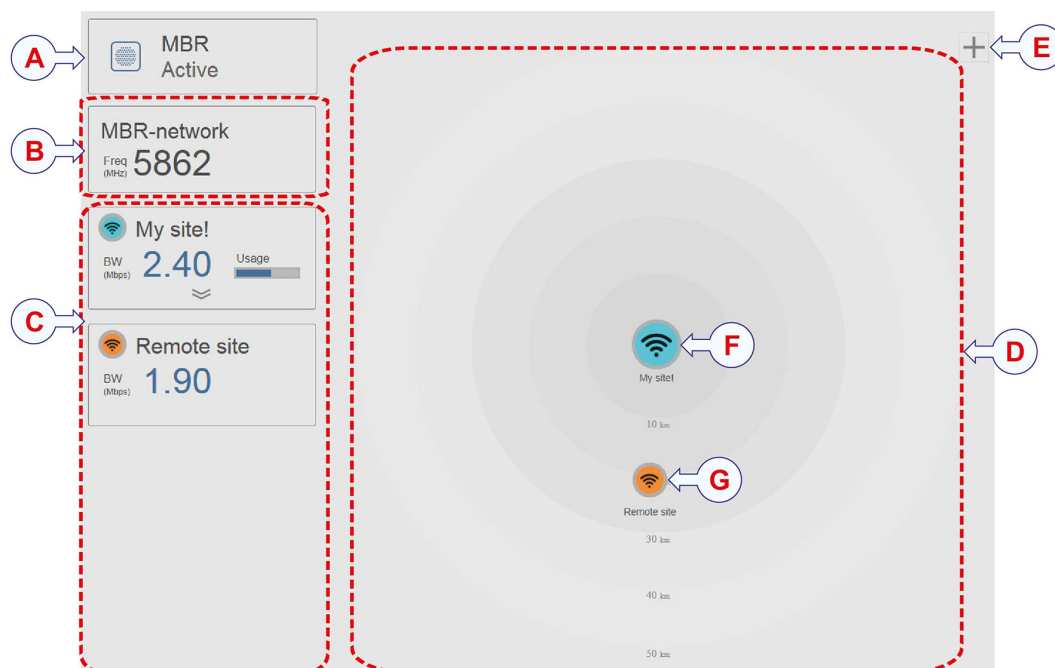 A
MBR
Active
E
B
MBR-network
Freq
(MHz)
5862
C
My site!
BW
(Mbps)
2.40
Usage
Remote site
BW
(Mbps)
1.90
D
F
My site!
10 km
G
Remote site
30 km
40 km
50 km